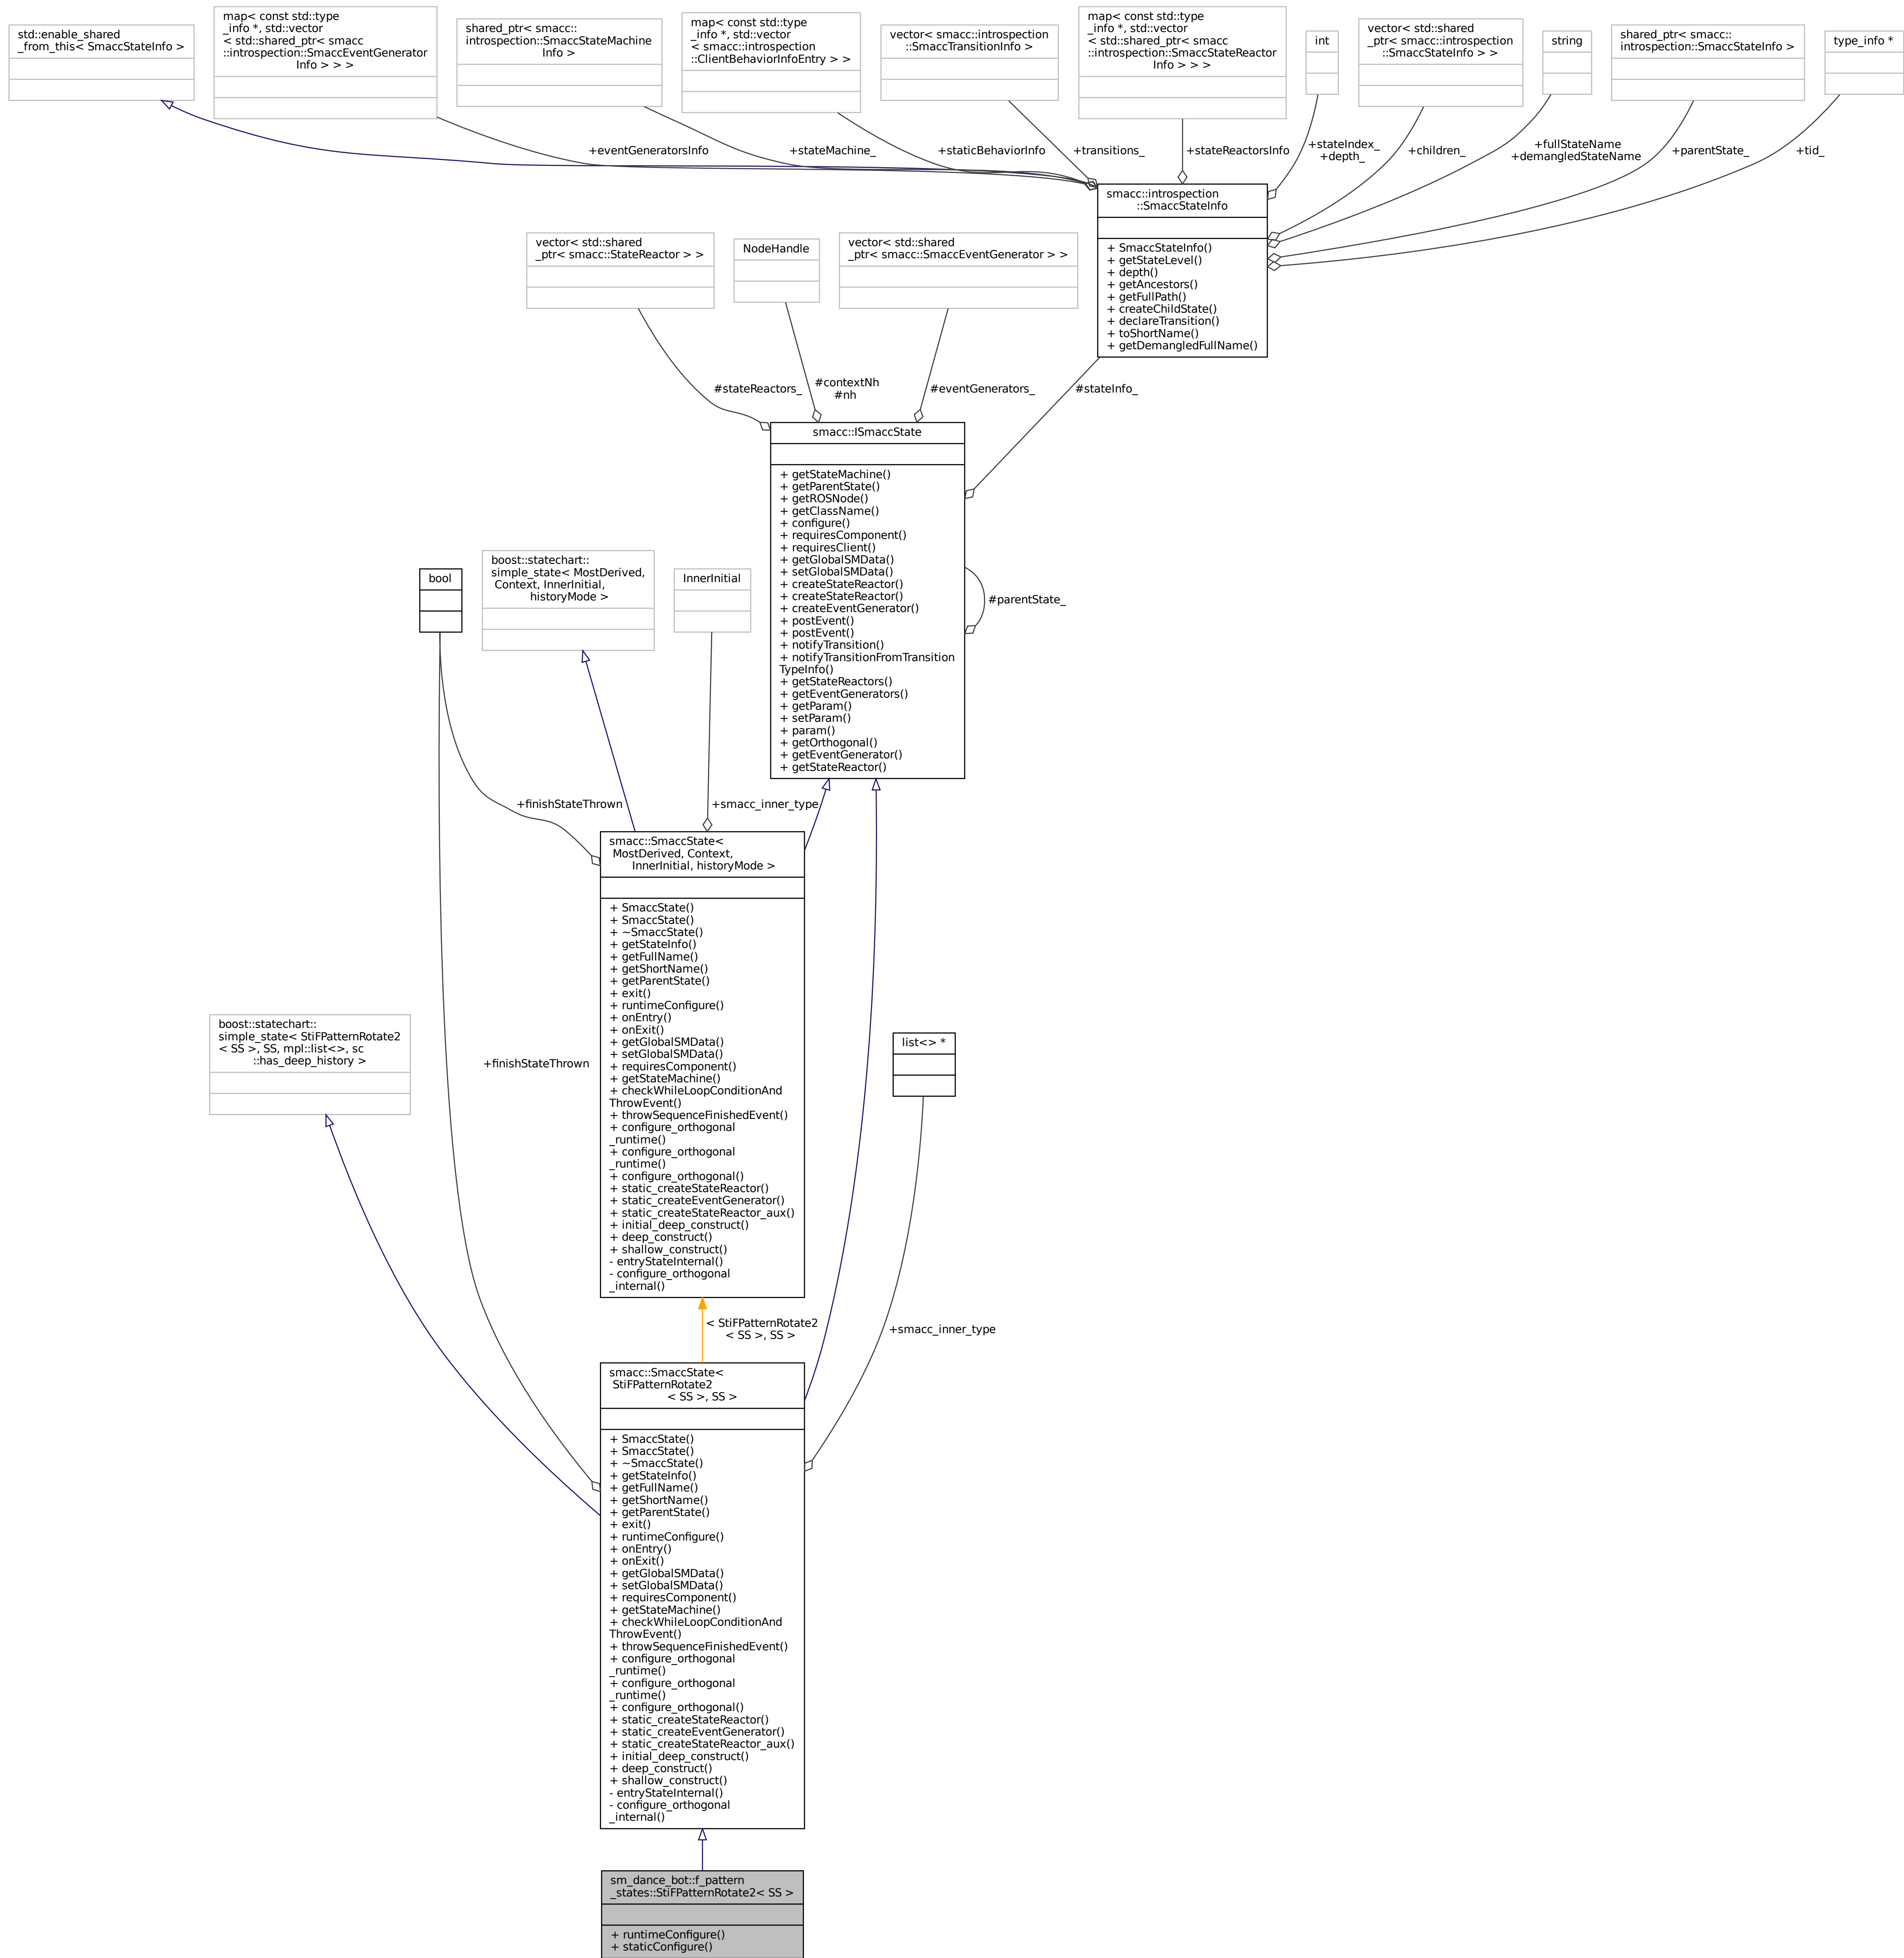 std::enable_shared
_from_this< SmaccStateInfo >
map< const std::type
_info *, std::vector
< std::shared_ptr< smacc
::introspection::SmaccEventGenerator
Info > > >
shared_ptr< smacc::
introspection::SmaccStateMachine
Info >
map< const std::type
_info *, std::vector
< smacc::introspection
::ClientBehaviorInfoEntry > >
vector< smacc::introspection
::SmaccTransitionInfo >
map< const std::type
_info *, std::vector
< std::shared_ptr< smacc
::introspection::SmaccStateReactor
Info > > >
int
vector< std::shared
_ptr< smacc::introspection
::SmaccStateInfo > >
string
shared_ptr< smacc::
introspection::SmaccStateInfo >
type_info *
+eventGeneratorsInfo
+stateMachine_
+staticBehaviorInfo
+transitions_
+stateReactorsInfo
+stateIndex_
+depth_
+children_
+fullStateName
+demangledStateName
+parentState_
+tid_
smacc::introspection
::SmaccStateInfo
+ SmaccStateInfo()
+ getStateLevel()
+ depth()
+ getAncestors()
+ getFullPath()
+ createChildState()
+ declareTransition()
+ toShortName()
+ getDemangledFullName()
vector< std::shared
_ptr< smacc::StateReactor > >
NodeHandle
vector< std::shared
_ptr< smacc::SmaccEventGenerator > >
#stateReactors_
#contextNh
#nh
#eventGenerators_
#stateInfo_
smacc::ISmaccState
+ getStateMachine()
+ getParentState()
+ getROSNode()
+ getClassName()
+ configure()
+ requiresComponent()
+ requiresClient()
+ getGlobalSMData()
+ setGlobalSMData()
+ createStateReactor()
+ createStateReactor()
+ createEventGenerator()
+ postEvent()
+ postEvent()
+ notifyTransition()
+ notifyTransitionFromTransition
TypeInfo()
+ getStateReactors()
+ getEventGenerators()
+ getParam()
+ setParam()
+ param()
+ getOrthogonal()
+ getEventGenerator()
+ getStateReactor()
#parentState_
bool
boost::statechart::
simple_state< MostDerived,
Context, InnerInitial,
historyMode >
InnerInitial
+finishStateThrown
+smacc_inner_type
smacc::SmaccState<
MostDerived, Context,
InnerInitial, historyMode >
+ SmaccState()
+ SmaccState()
+ ~SmaccState()
+ getStateInfo()
+ getFullName()
+ getShortName()
+ getParentState()
+ exit()
+ runtimeConfigure()
+ onEntry()
+ onExit()
+ getGlobalSMData()
+ setGlobalSMData()
+ requiresComponent()
+ getStateMachine()
+ checkWhileLoopConditionAnd
ThrowEvent()
+ throwSequenceFinishedEvent()
+ configure_orthogonal
_runtime()
+ configure_orthogonal
_runtime()
+ configure_orthogonal()
+ static_createStateReactor()
+ static_createEventGenerator()
+ static_createStateReactor_aux()
+ initial_deep_construct()
+ deep_construct()
+ shallow_construct()
- entryStateInternal()
- configure_orthogonal
_internal()
boost::statechart::
simple_state< StiFPatternRotate2
< SS >, SS, mpl::list<>, sc
::has_deep_history >
+finishStateThrown
list<> *
< StiFPatternRotate2
< SS >, SS >
+smacc_inner_type
smacc::SmaccState<
StiFPatternRotate2
< SS >, SS >
+ SmaccState()
+ SmaccState()
+ ~SmaccState()
+ getStateInfo()
+ getFullName()
+ getShortName()
+ getParentState()
+ exit()
+ runtimeConfigure()
+ onEntry()
+ onExit()
+ getGlobalSMData()
+ setGlobalSMData()
+ requiresComponent()
+ getStateMachine()
+ checkWhileLoopConditionAnd
ThrowEvent()
+ throwSequenceFinishedEvent()
+ configure_orthogonal
_runtime()
+ configure_orthogonal
_runtime()
+ configure_orthogonal()
+ static_createStateReactor()
+ static_createEventGenerator()
+ static_createStateReactor_aux()
+ initial_deep_construct()
+ deep_construct()
+ shallow_construct()
- entryStateInternal()
- configure_orthogonal
_internal()
sm_dance_bot::f_pattern
_states::StiFPatternRotate2< SS >
+ runtimeConfigure()
+ staticConfigure()